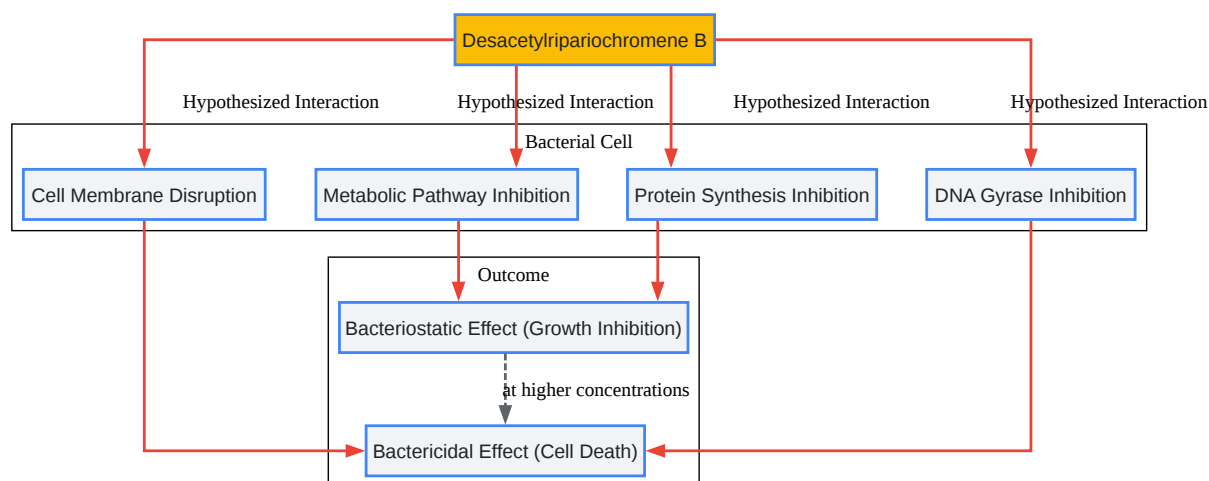 Desacetylripariochromene B
Hypothesized Interaction
Hypothesized Interaction
Hypothesized Interaction
Hypothesized Interaction
Bacterial Cell
Cell Membrane Disruption
Metabolic Pathway Inhibition
Protein Synthesis Inhibition
DNA Gyrase Inhibition
Outcome
Bacteriostatic Effect (Growth Inhibition)
at higher concentrations
Bactericidal Effect (Cell Death)